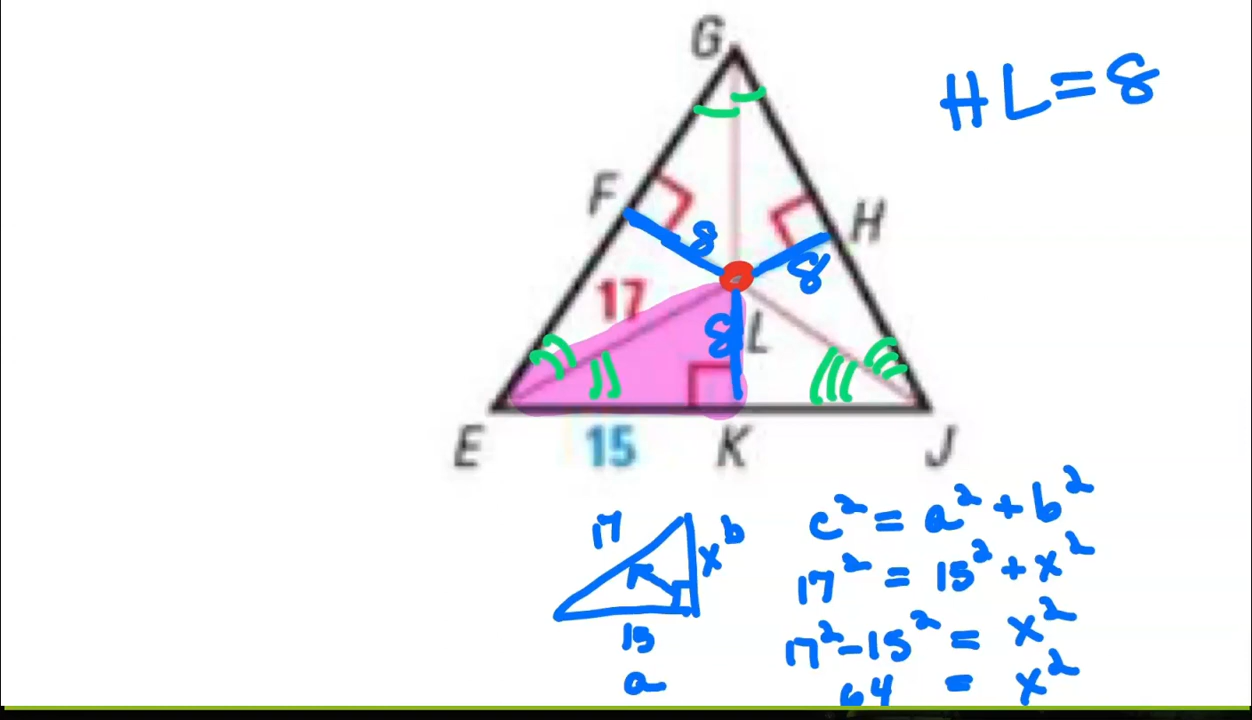 G
HL=8
F
H
8
8
17
8
L
E
15
K
J
17
x
b
15
a
c² = a² + b²
17² = 15² + x²
17² - 15² = x²
64 = x²